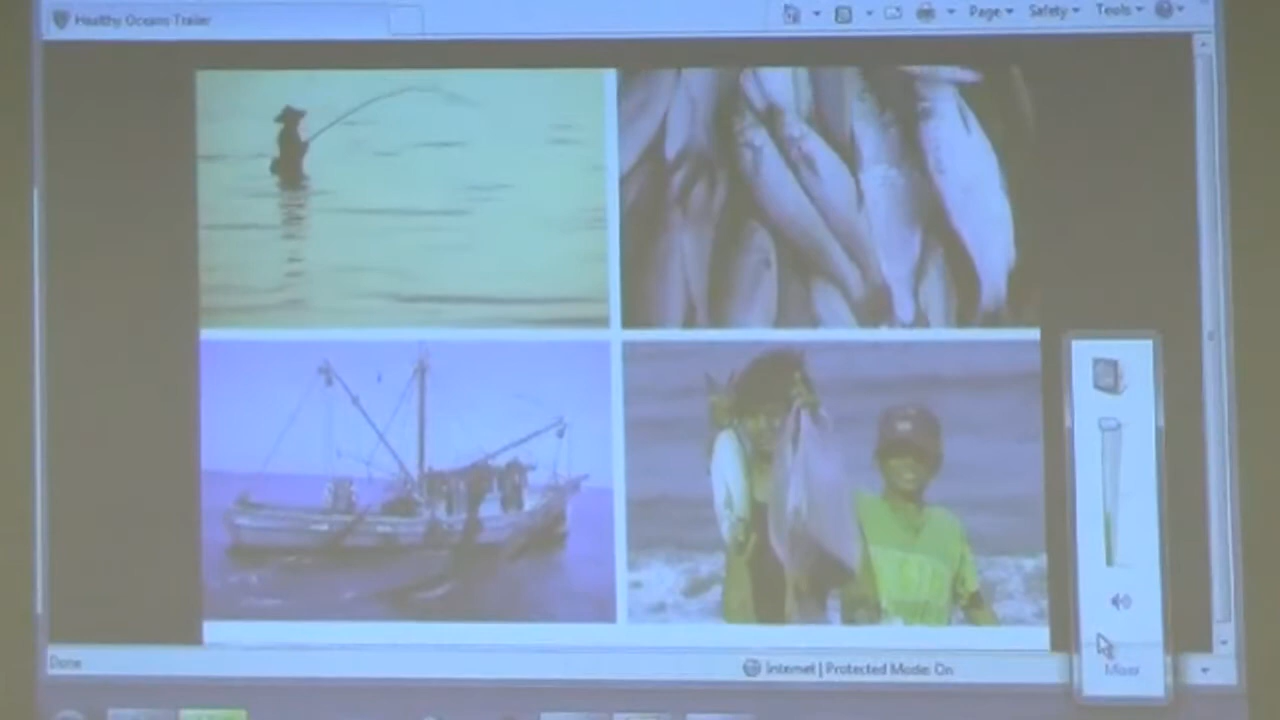 Healthy Oceans Trailer
Page Safety Tools
Done
Internet | Protected Mode: On
Mixer